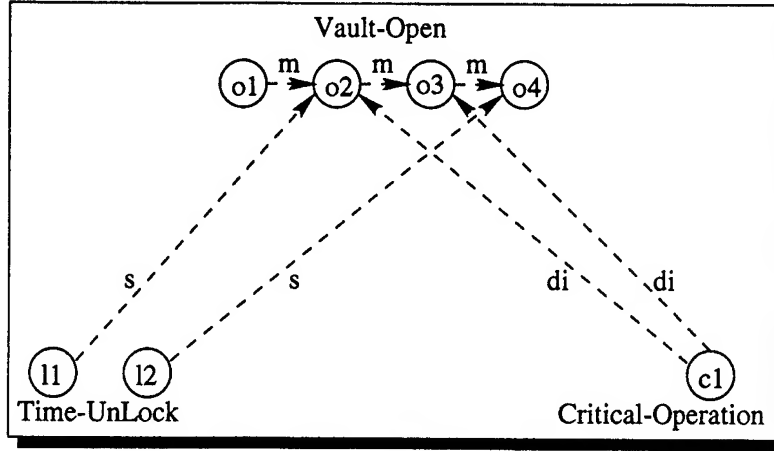 Vault-Open
m m m
o1 o2 o3 o4
s s di di
l1 l2 c1
Time-UnLock Critical-Operation